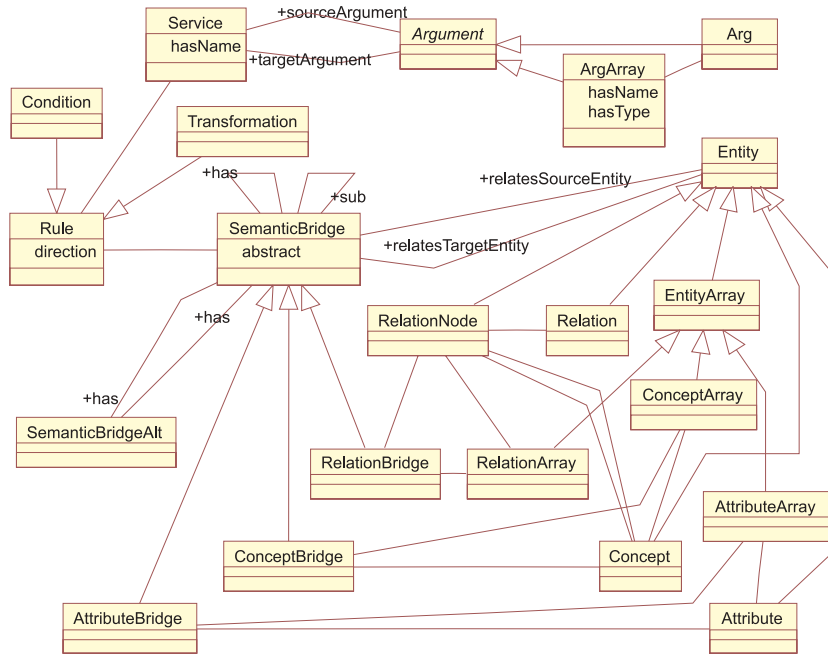 +sourceArgument
Service
hasName
Argument
Arg
+targetArgument
ArgArray
hasName
hasType
Condition
Transformation
Entity
+has
+relatesSourceEntity
+sub
Rule
direction
SemanticBridge
abstract
+relatesTargetEntity
EntityArray
+has
RelationNode
Relation
ConceptArray
+has
SemanticBridgeAlt
RelationBridge
RelationArray
AttributeArray
ConceptBridge
Concept
AttributeBridge
Attribute